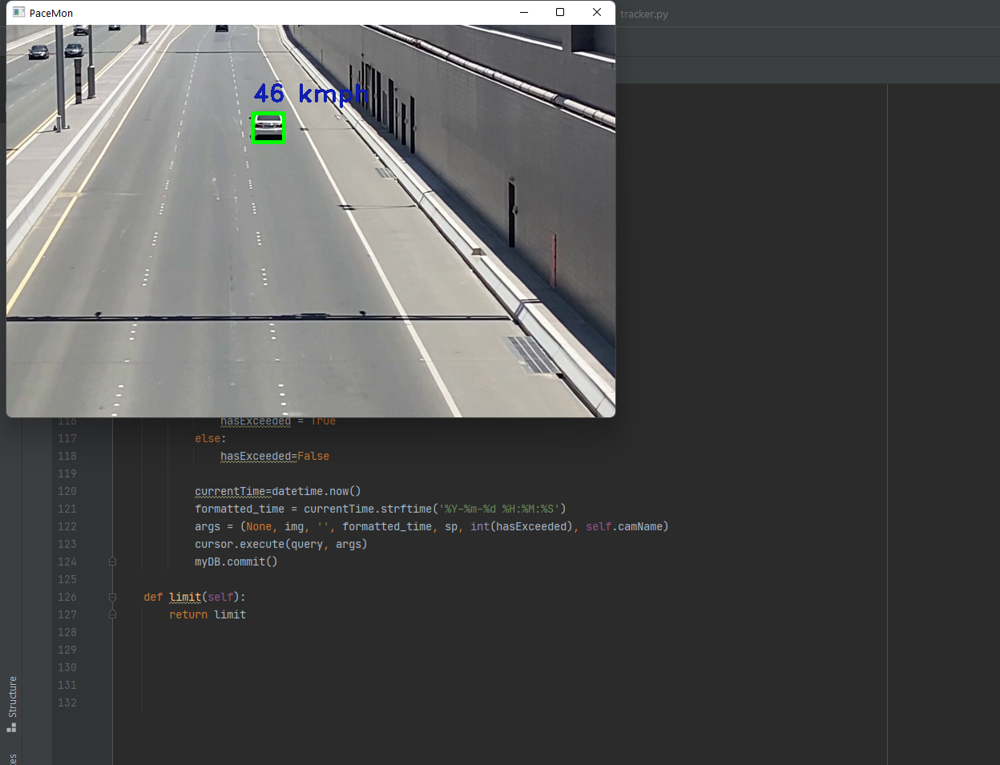 PaceMon
tracker.py
46 kmph
116 hasExceeded = True
117 else:
118 hasExceeded=False
119
120 currentTime=datetime.now()
121 formatted_time = currentTime.strftime('%Y-%m-%d %H:%M:%S')
122 args = (None, img, '', formatted_time, sp, int(hasExceeded), self.camName)
123 cursor.execute(query, args)
124 myDB.commit()
125
126 def limit(self):
127 return limit
128
129
130
131
132
Structure